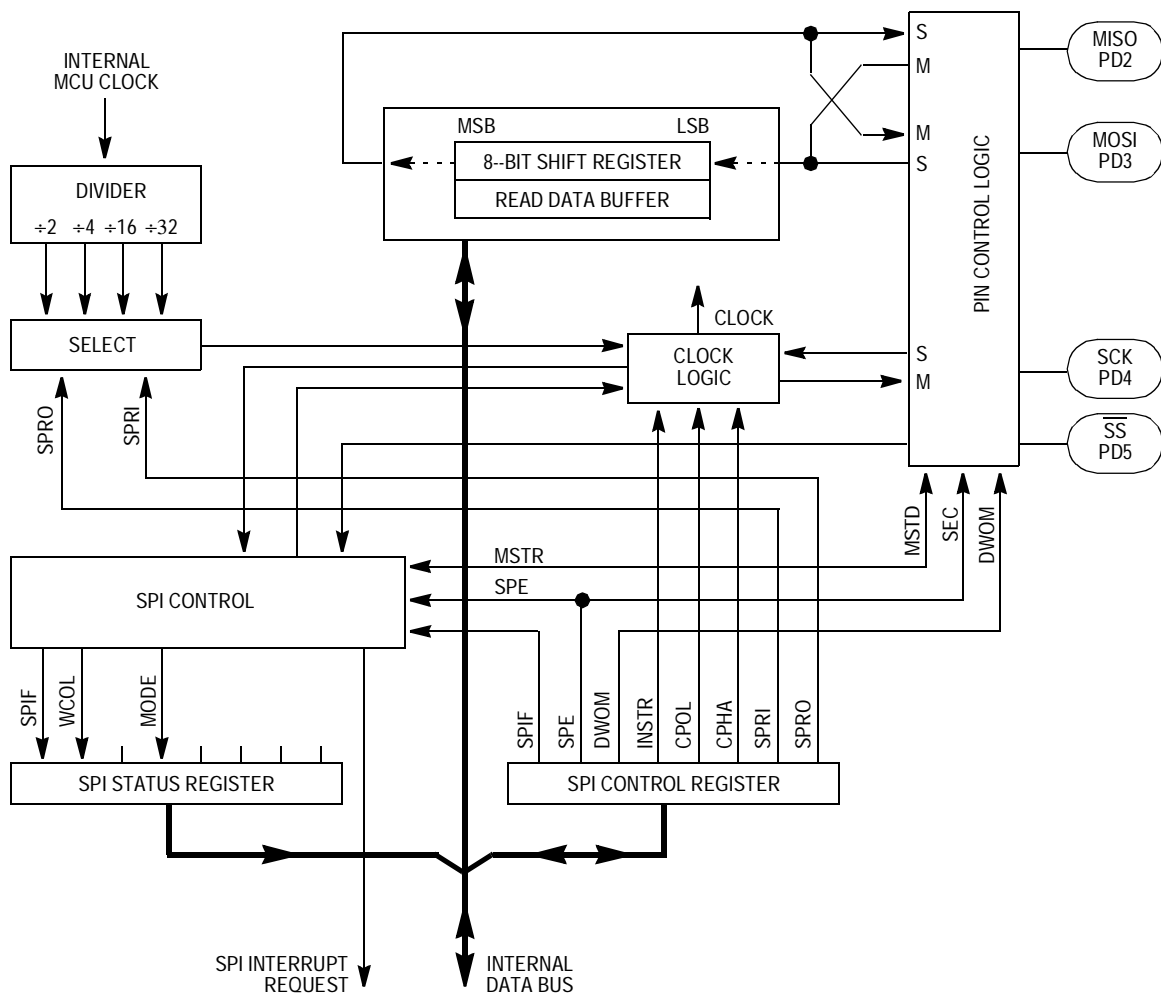 INTERNAL
MCU CLOCK
DIVIDER
÷2 ÷4 ÷16 ÷32
SELECT
SPRO
SPRI
MSB LSB
8--BIT SHIFT REGISTER
READ DATA BUFFER
S
M
M
S
PIN CONTROL LOGIC
MISO
PD2
MOSI
PD3
CLOCK
CLOCK
LOGIC
S
M
SCK
PD4
SS
PD5
MSTD
SEC
DWOM
SPI CONTROL
MSTR
SPE
SPIF
WCOL
MODE
SPIF
SPE
DWOM
INSTR
CPOL
CPHA
SPRI
SPRO
SPI STATUS REGISTER
SPI CONTROL REGISTER
SPI INTERRUPT
REQUEST
INTERNAL
DATA BUS